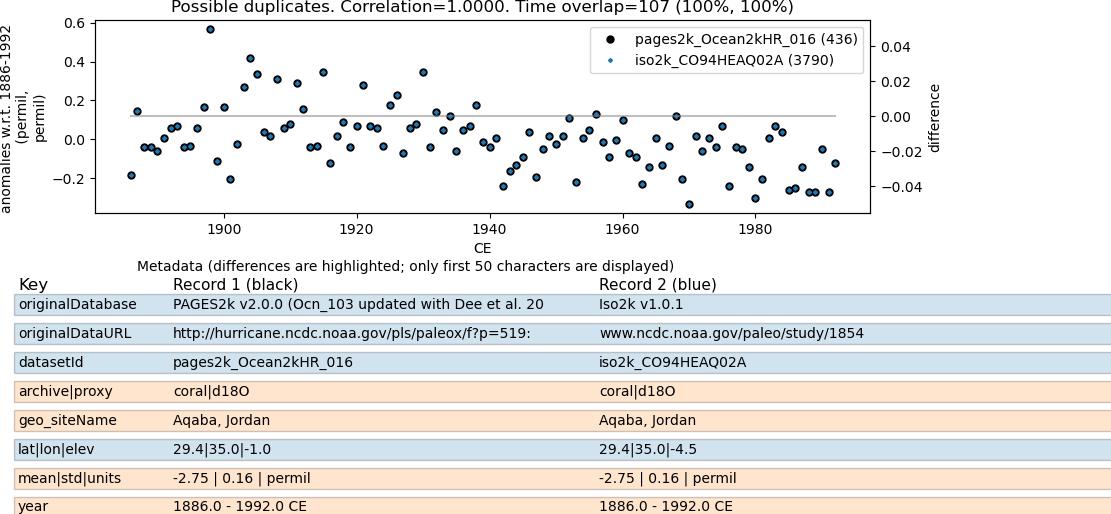 Possible duplicates. Correlation=1.0000. Time overlap=107 (100%, 100%)
anomalies w.r.t. 1886-1992
(permil,
permil)
0.6
0.4
0.2
0.0
−0.2
pages2k_Ocean2kHR_016 (436)
iso2k_CO94HEAQ02A (3790)
0.04
0.02
0.00
−0.02
−0.04
difference
1900 1920 1940 1960 1980
CE
Metadata (differences are highlighted; only first 50 characters are displayed)
Key Record 1 (black) Record 2 (blue)
originalDatabase PAGES2k v2.0.0 (Ocn_103 updated with Dee et al. 20 Iso2k v1.0.1
originalDataURL http://hurricane.ncdc.noaa.gov/pls/paleox/f?p=519: www.ncdc.noaa.gov/paleo/study/1854
datasetId pages2k_Ocean2kHR_016 iso2k_CO94HEAQ02A
archive|proxy coral|d18O coral|d18O
geo_siteName Aqaba, Jordan Aqaba, Jordan
lat|lon|elev 29.4|35.0|-1.0 29.4|35.0|-4.5
mean|std|units -2.75 | 0.16 | permil -2.75 | 0.16 | permil
year 1886.0 - 1992.0 CE 1886.0 - 1992.0 CE